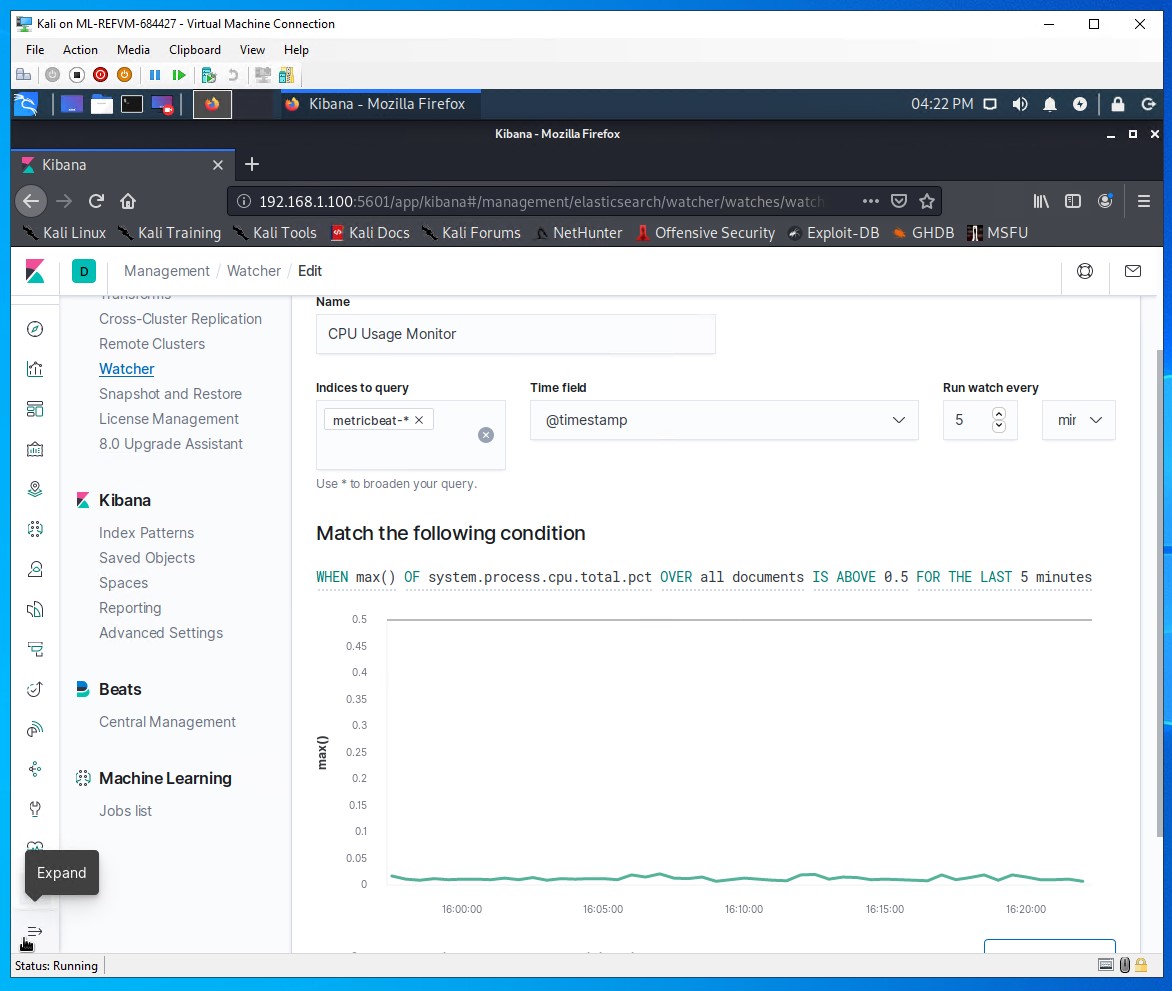 Kali on ML-REFVM-684427 - Virtual Machine Connection
File Action Media Clipboard View Help
Kibana - Mozilla Firefox 04:22 PM
Kibana - Mozilla Firefox
Kibana
192.168.1.100:5601/app/kibana#/management/elasticsearch/watcher/watches/watch
Kali Linux Kali Training Kali Tools Kali Docs Kali Forums NetHunter Offensive Security Exploit-DB GHDB MSFU
D Management / Watcher / Edit
Transforms
Cross-Cluster Replication
Remote Clusters
Watcher
Snapshot and Restore
License Management
8.0 Upgrade Assistant
Kibana
Index Patterns
Saved Objects
Spaces
Reporting
Advanced Settings
Beats
Central Management
Machine Learning
Jobs list
Expand
Name
CPU Usage Monitor
Indices to query Time field Run watch every
metricbeat-* @timestamp 5 mir
Use * to broaden your query.
Match the following condition
WHEN max() OF system.process.cpu.total.pct OVER all documents IS ABOVE 0.5 FOR THE LAST 5 minutes
0.5
0.45
0.4
0.35
0.3
0.25
0.2
0.15
0.1
0.05
0
max()
16:00:00 16:05:00 16:10:00 16:15:00 16:20:00
Status: Running